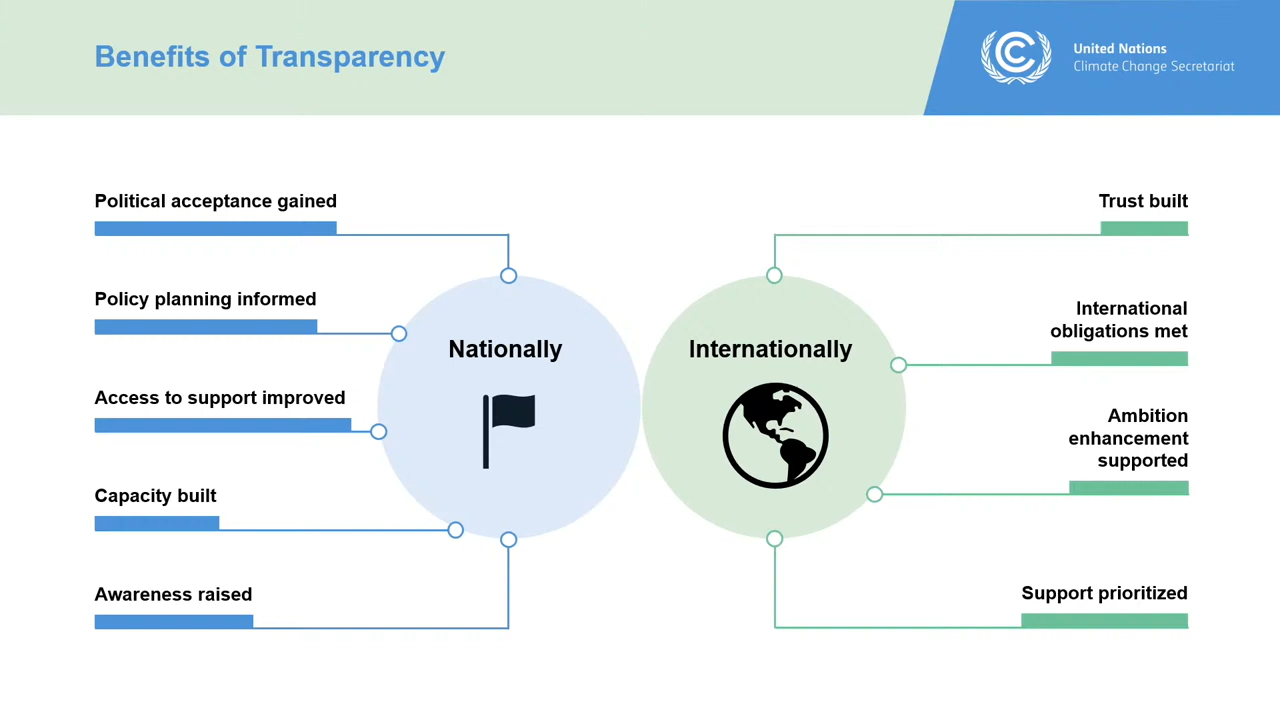 Benefits of Transparency
United Nations
Climate Change Secretariat
Political acceptance gained
Policy planning informed
Access to support improved
Capacity built
Awareness raised
Nationally
Internationally
Trust built
International
obligations met
Ambition
enhancement
supported
Support prioritized